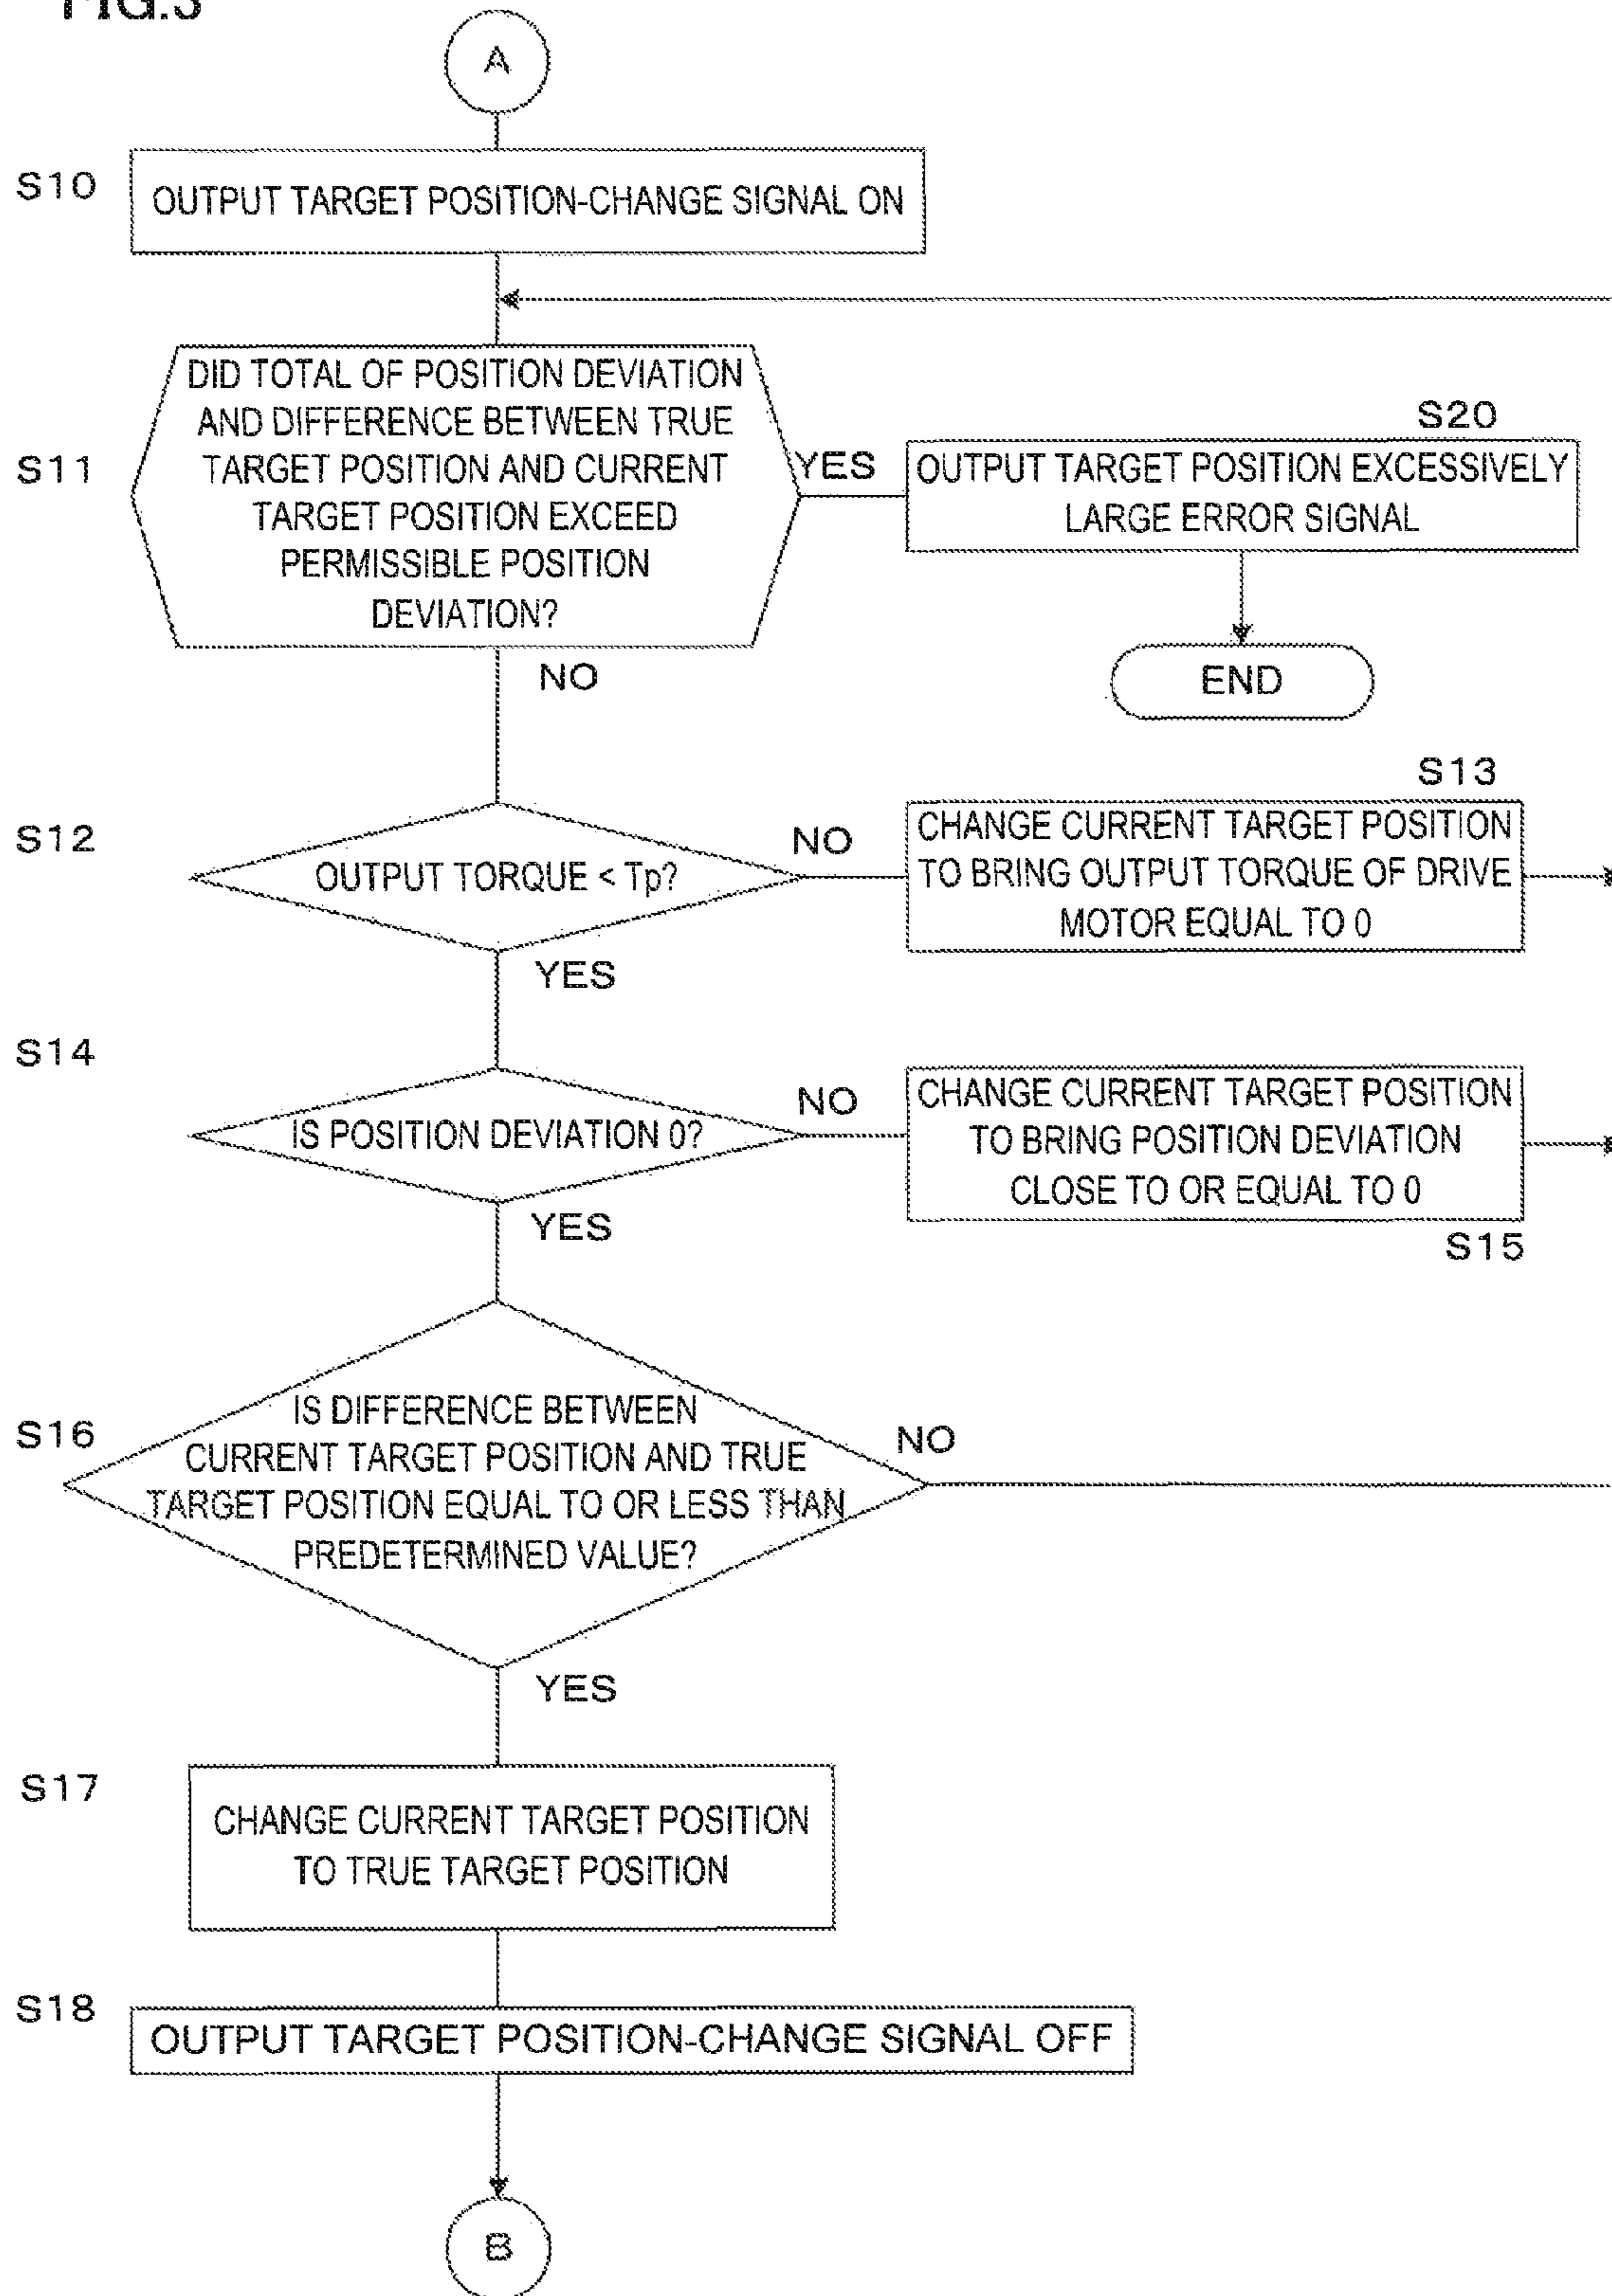 FIG.3
A
S10
OUTPUT TARGET POSITION-CHANGE SIGNAL ON
S11
DID TOTAL OF POSITION DEVIATION
AND DIFFERENCE BETWEEN TRUE
TARGET POSITION AND CURRENT
TARGET POSITION EXCEED
PERMISSIBLE POSITION
DEVIATION?
YES
S20
OUTPUT TARGET POSITION EXCESSIVELY
LARGE ERROR SIGNAL
END
NO
S12
OUTPUT TORQUE < Tp?
NO
S13
CHANGE CURRENT TARGET POSITION
TO BRING OUTPUT TORQUE OF DRIVE
MOTOR EQUAL TO 0
YES
S14
IS POSITION DEVIATION 0?
NO
CHANGE CURRENT TARGET POSITION
TO BRING POSITION DEVIATION
CLOSE TO OR EQUAL TO 0
S15
YES
S16
IS DIFFERENCE BETWEEN
CURRENT TARGET POSITION AND TRUE
TARGET POSITION EQUAL TO OR LESS THAN
PREDETERMINED VALUE?
NO
YES
S17
CHANGE CURRENT TARGET POSITION
TO TRUE TARGET POSITION
S18
OUTPUT TARGET POSITION-CHANGE SIGNAL OFF
B